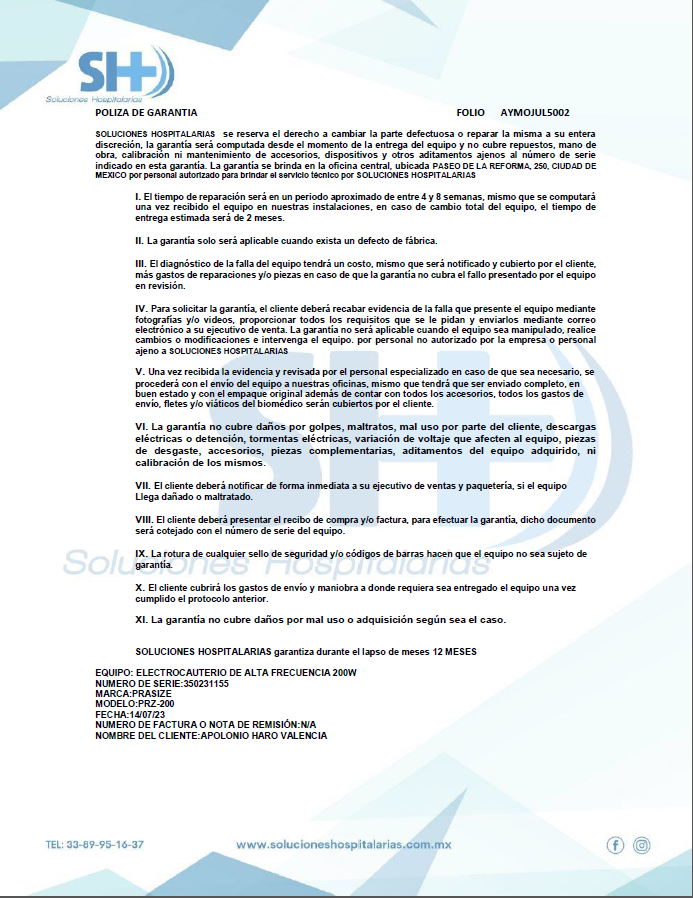 SH+
Soluciones Hospitalarias
POLIZA DE GARANTIA FOLIO AYMOJUL5002
SOLUCIONES HOSPITALARIAS se reserva el derecho a cambiar la parte defectuosa o reparar la misma a su entera
discreción, la garantía será computada desde el momento de la entrega del equipo y no cubre repuestos, mano de
obra, calibración ni mantenimiento de accesorios, dispositivos y otros aditamentos ajenos al número de serie
indicado en esta garantía. La garantía se brinda en la oficina central, ubicada PASEO DE LA REFORMA, 250, CIUDAD DE
MEXICO por personal autorizado para brindar el servicio técnico por SOLUCIONES HOSPITALARIAS
I. El tiempo de reparación será en un periodo aproximado de entre 4 y 8 semanas, mismo que se computará
una vez recibido el equipo en nuestras instalaciones, en caso de cambio total del equipo, el tiempo de
entrega estimada será de 2 meses.
II. La garantía solo será aplicable cuando exista un defecto de fábrica.
III. El diagnóstico de la falla del equipo tendrá un costo, mismo que será notificado y cubierto por el cliente,
más gastos de reparaciones y/o piezas en caso de que la garantía no cubra el fallo presentado por el equipo
en revisión.
IV. Para solicitar la garantía, el cliente deberá recabar evidencia de la falla que presente el equipo mediante
fotografías y/o videos, proporcionar todos los requisitos que se le pidan y enviarlos mediante correo
electrónico a su ejecutivo de venta. La garantía no será aplicable cuando el equipo sea manipulado, realice
cambios o modificaciones e intervenga el equipo. por personal no autorizado por la empresa o personal
ajeno a SOLUCIONES HOSPITALARIAS
V. Una vez recibida la evidencia y revisada por el personal especializado en caso de que sea necesario, se
procederá con el envío del equipo a nuestras oficinas, mismo que tendrá que ser enviado completo, en
buen estado y con el empaque original además de contar con todos los accesorios, todos los gastos de
envío, fletes y/o viáticos del biomédico serán cubiertos por el cliente.
VI. La garantía no cubre daños por golpes, maltratos, mal uso por parte del cliente, descargas
eléctricas o detención, tormentas eléctricas, variación de voltaje que afecten al equipo, piezas
de desgaste, accesorios, piezas complementarias, aditamentos del equipo adquirido, ni
calibración de los mismos.
VII. El cliente deberá notificar de forma inmediata a su ejecutivo de ventas y paquetería, si el equipo
Llega dañado o maltratado.
VIII. El cliente deberá presentar el recibo de compra y/o factura, para efectuar la garantía, dicho documento
será cotejado con el número de serie del equipo.
IX. La rotura de cualquier sello de seguridad y/o códigos de barras hacen que el equipo no sea sujeto de
garantía.
X. El cliente cubrirá los gastos de envío y maniobra a donde requiera sea entregado el equipo una vez
cumplido el protocolo anterior.
XI. La garantía no cubre daños por mal uso o adquisición según sea el caso.
SH+
Soluciones Hospitalarias
SOLUCIONES HOSPITALARIAS garantiza durante el lapso de meses 12 MESES
EQUIPO: ELECTROCAUTERIO DE ALTA FRECUENCIA 200W
NUMERO DE SERIE:350231155
MARCA:PRASIZE
MODELO:PRZ-200
FECHA:14/07/23
NUMERO DE FACTURA O NOTA DE REMISIÓN:N/A
NOMBRE DEL CLIENTE:APOLONIO HARO VALENCIA
TEL: 33-89-95-16-37 www.solucioneshospitalarias.com.mx